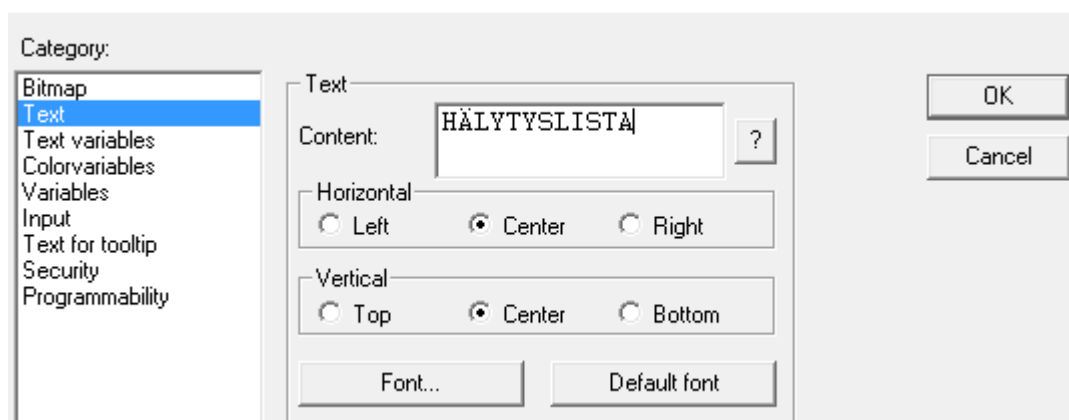 Category:
Bitmap
Text
Text variables
Colorvariables
Variables
Input
Text for tooltip
Security
Programmability
Text
Content:
HÄLYTYSLISTA
?
Horizontal
Left
Center
Right
Vertical
Top
Center
Bottom
Font...
Default font
OK
Cancel